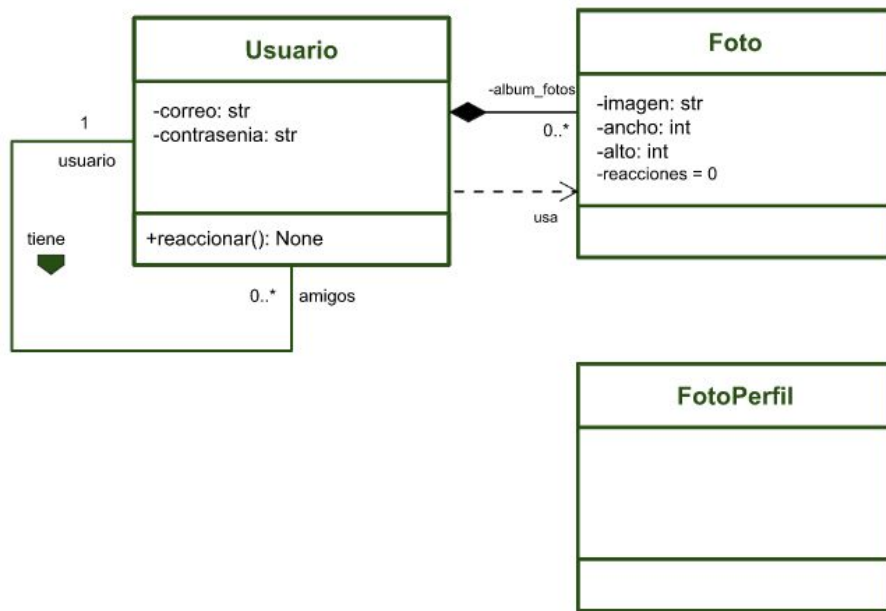 Usuario
-correo: str
-contrasenia: str
+reaccionar(): None
1
usuario
tiene
0..*
amigos
-album_fotos
0..*
usa
Foto
-imagen: str
-ancho: int
-alto: int
-reacciones = 0
FotoPerfil